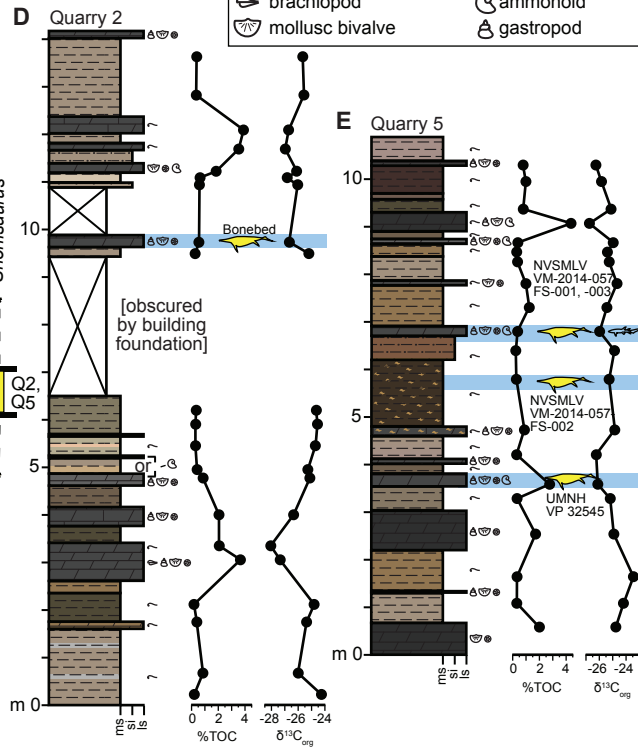 D
Quarry 2
brachiopod
ammonoid
mollusc bivalve
gastropod
E
Quarry 5
10
10
Bonebed
NVSMLV
VM-2014-057
FS-001, -003
[obscured
by building
foundation]
Q2,
Q5
5
5
or
NVSMLV
VM-2014-057-
FS-002
UMNH
VP 32545
m 0
m 0
ms
si
ls
0 2 4
%TOC
-28 -26 -24
δ¹³Corg
ms
si
ls
0 2 4
%TOC
-26 -24
δ¹³Corg